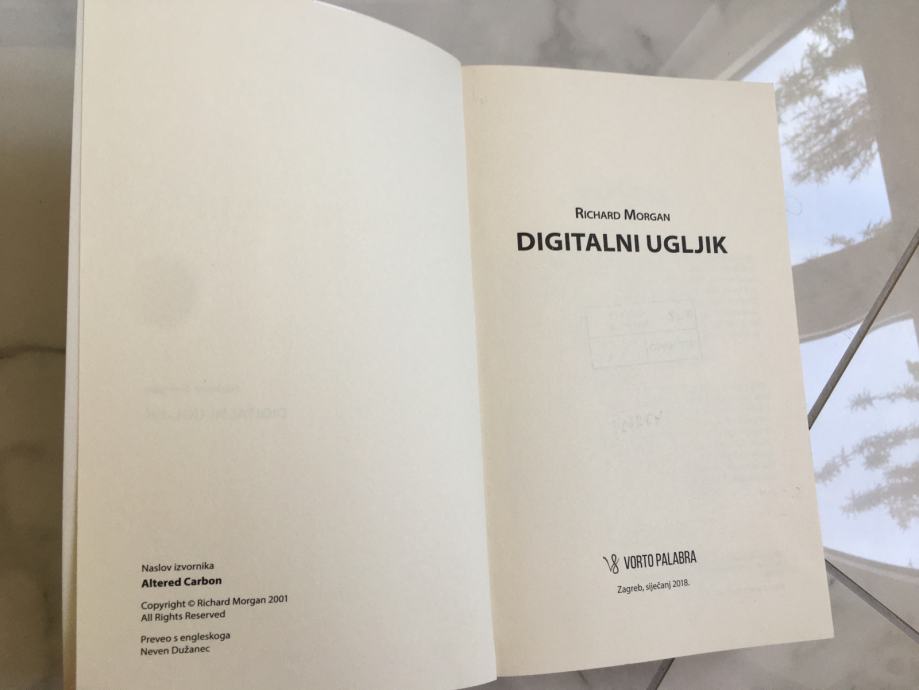 Naslov izvornika
Altered Carbon
Copyright © Richard Morgan 2001
All Rights Reserved
Preveo s engleskoga
Neven Dužanec
RICHARD MORGAN
DIGITALNI UGLJIK
VORTO PALABRA
Zagreb, siječanj 2018.